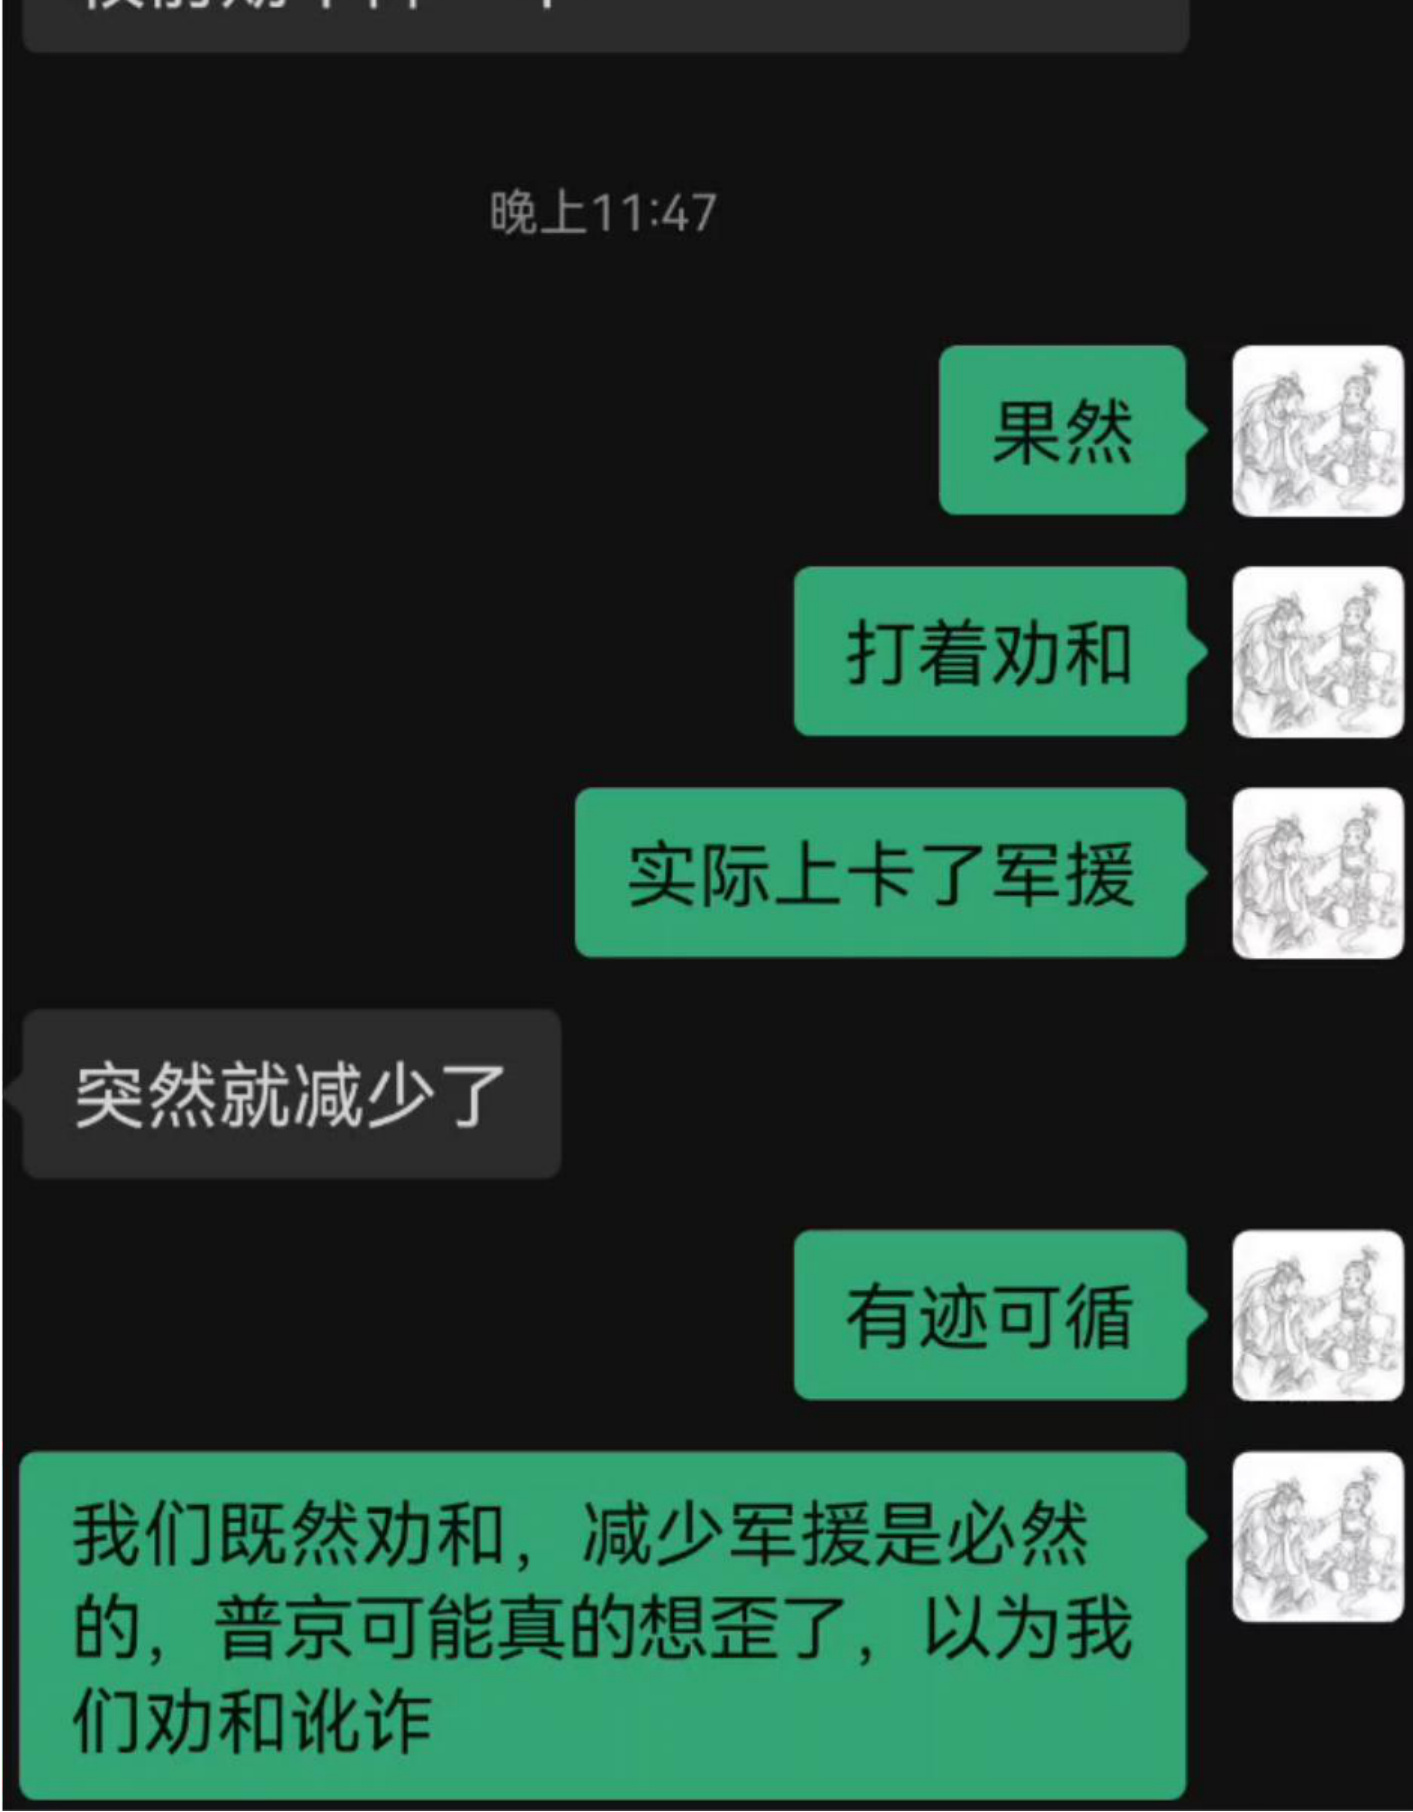 晚上11:47
果然
打着劝和
实际上卡了军援
突然就减少了
有迹可循
我们既然劝和，减少军援是必然
的，普京可能真的想歪了，以为我
们劝和讹诈